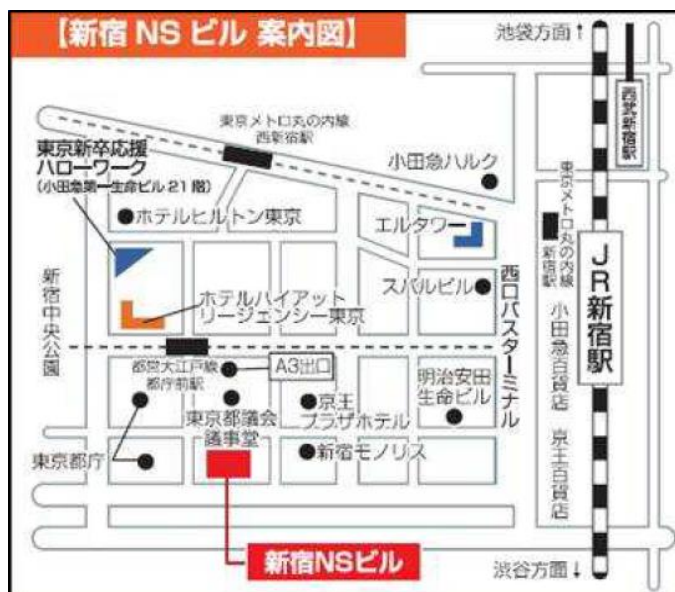 【新宿 NS ビル 案内図】
池袋方面↑
西武新宿駅
東京メトロ丸の内線
西新宿駅
東京新卒応援
ハローワーク
(小田急第一生命ビル 21 階)
小田急ハルク
ホテルヒルトン東京
エルタワー
東京メトロ丸の内線
新宿駅
JR新宿駅
新宿中央公園
ホテルハイアット
リージェンシー東京
スバルビル
西口バスターミナル
小田急百貨店
都営大江戸線
都庁前駅
A3出口
明治安田
生命ビル
京王
プラザホテル
東京都議会
議事堂
京王百貨店
東京都庁
新宿モノリス
新宿NSビル
渋谷方面↓